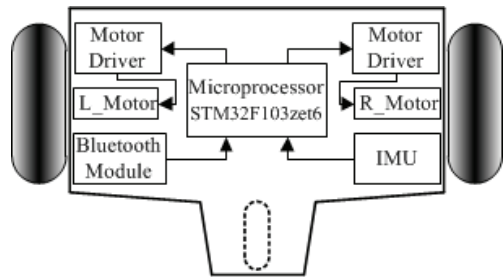 Motor
Driver
Motor
Driver
Microprocessor
STM32F103zet6
L_Motor
R_Motor
Bluetooth
Module
IMU